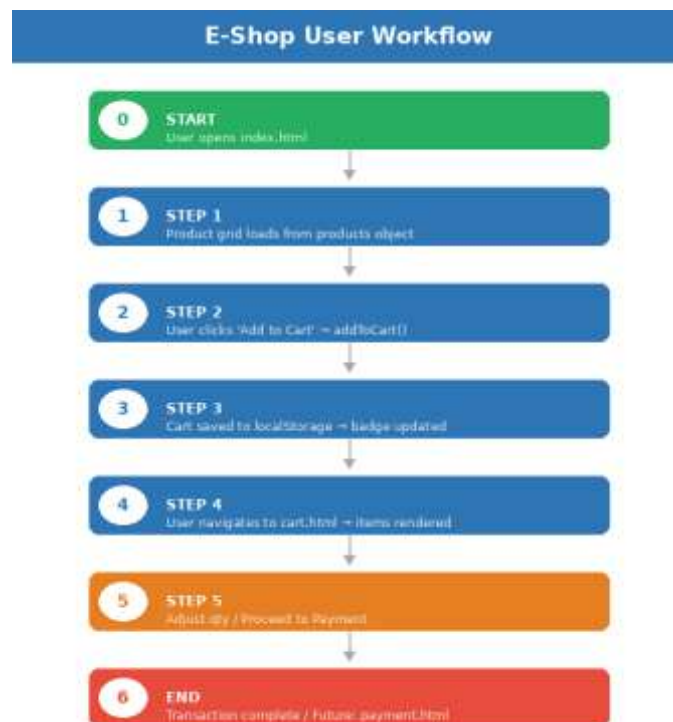 E-Shop User Workflow
0
START
User opens index.html
1
STEP 1
Product grid loads from products object
2
STEP 2
User clicks 'Add to Cart' → addToCart()
3
STEP 3
Cart saved to localStorage → badge updated
4
STEP 4
User navigates to cart.html → items rendered
5
STEP 5
Adjust qty / Proceed to Payment
6
END
Transaction complete / Future: payment.html